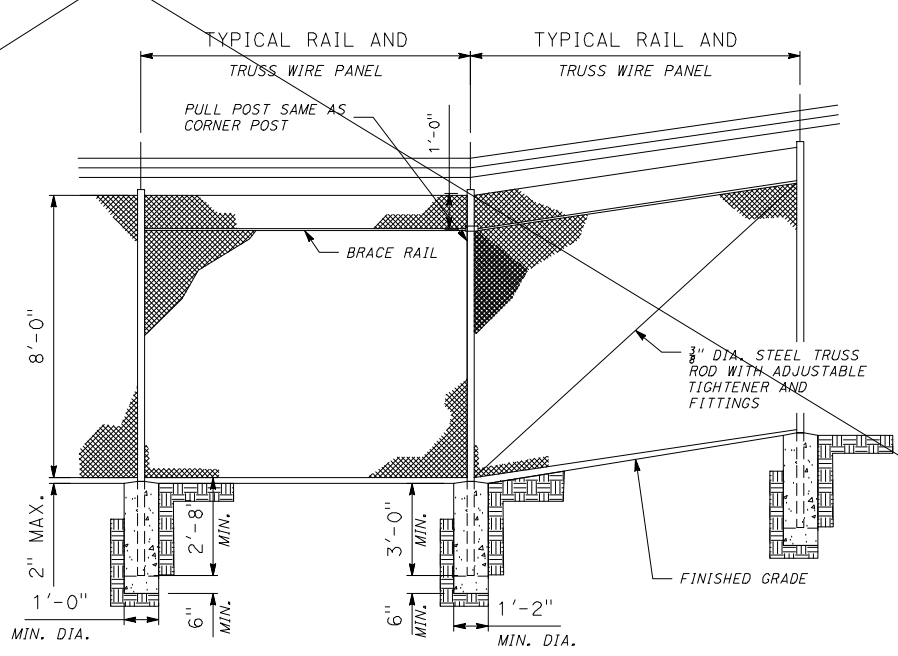 TYPICAL RAIL AND
TRUSS WIRE PANEL
TYPICAL RAIL AND
TRUSS WIRE PANEL
PULL POST SAME AS
CORNER POST
1'-0"
BRACE RAIL
8'-0"
3/8" DIA. STEEL TRUSS
ROD WITH ADJUSTABLE
TIGHTENER AND
FITTINGS
2" MAX.
2'-8"
MIN.
3'-0"
MIN.
FINISHED GRADE
1'-0"
MIN. DIA.
6"
MIN.
6"
MIN.
1'-2"
MIN. DIA.